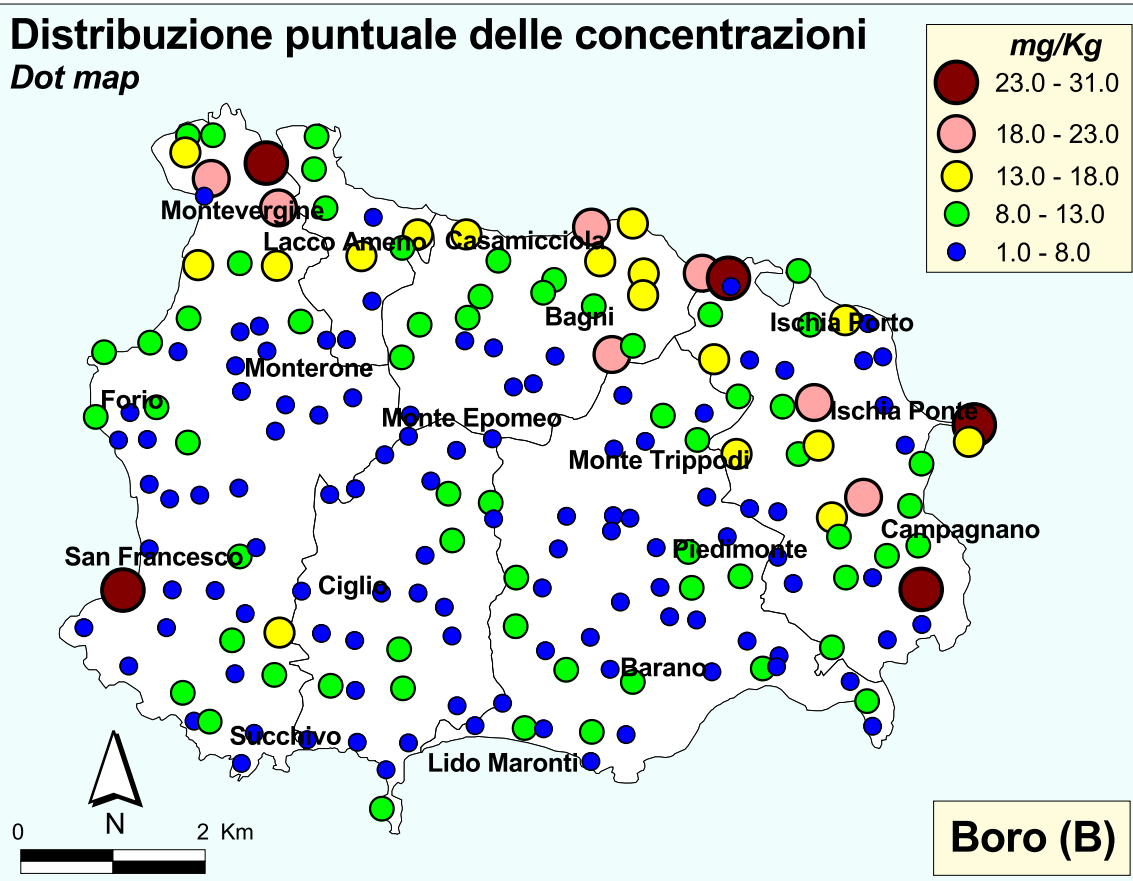 Distribuzione puntuale delle concentrazioni
Dot map
mg/Kg
23.0 - 31.0
18.0 - 23.0
13.0 - 18.0
8.0 - 13.0
1.0 - 8.0
Montevergine
Lacco Ameno
Casamicciola
Bagni
Ischia Porto
Monterone
Forio
Monte Epomeo
Ischia Ponte
Monte Trippodi
Campagnano
San Francesco
Piedimonte
Ciglio
Barano
Succhivo
Lido Maronti
N
0 2 Km
Boro (B)